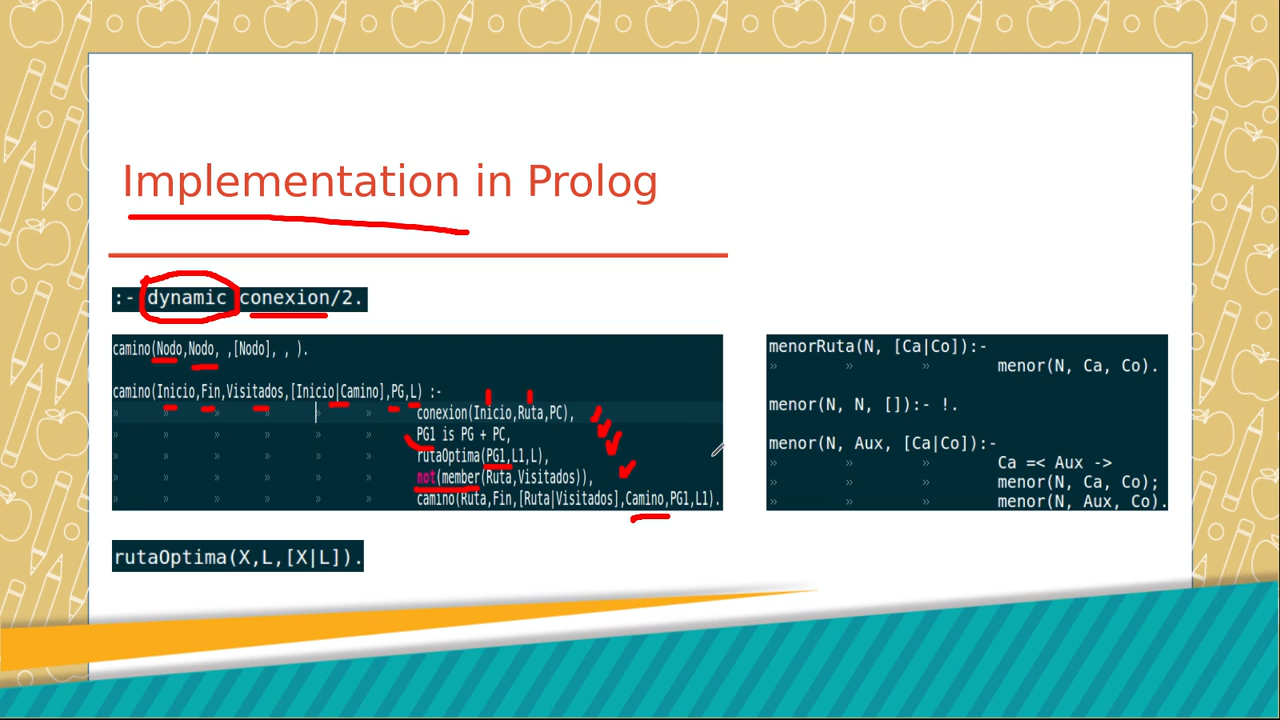 Implementation in Prolog
:- dynamic conexion/2.
camino(Nodo,Nodo, ,[Nodo], , ).
camino(Inicio,Fin,Visitados,[Inicio|Camino],PG,L) :-
conexion(Inicio,Ruta,PC),
PG1 is PG + PC,
rutaOptima(PG1,L1,L),
not(member(Ruta,Visitados)),
camino(Ruta,Fin,[Ruta|Visitados],Camino,PG1,L1).
rutaOptima(X,L,[X|L]).
menorRuta(N, [Ca|Co]):-
menor(N, Ca, Co).
menor(N, N, []):- !.
menor(N, Aux, [Ca|Co]):-
Ca =< Aux ->
menor(N, Ca, Co);
menor(N, Aux, Co).